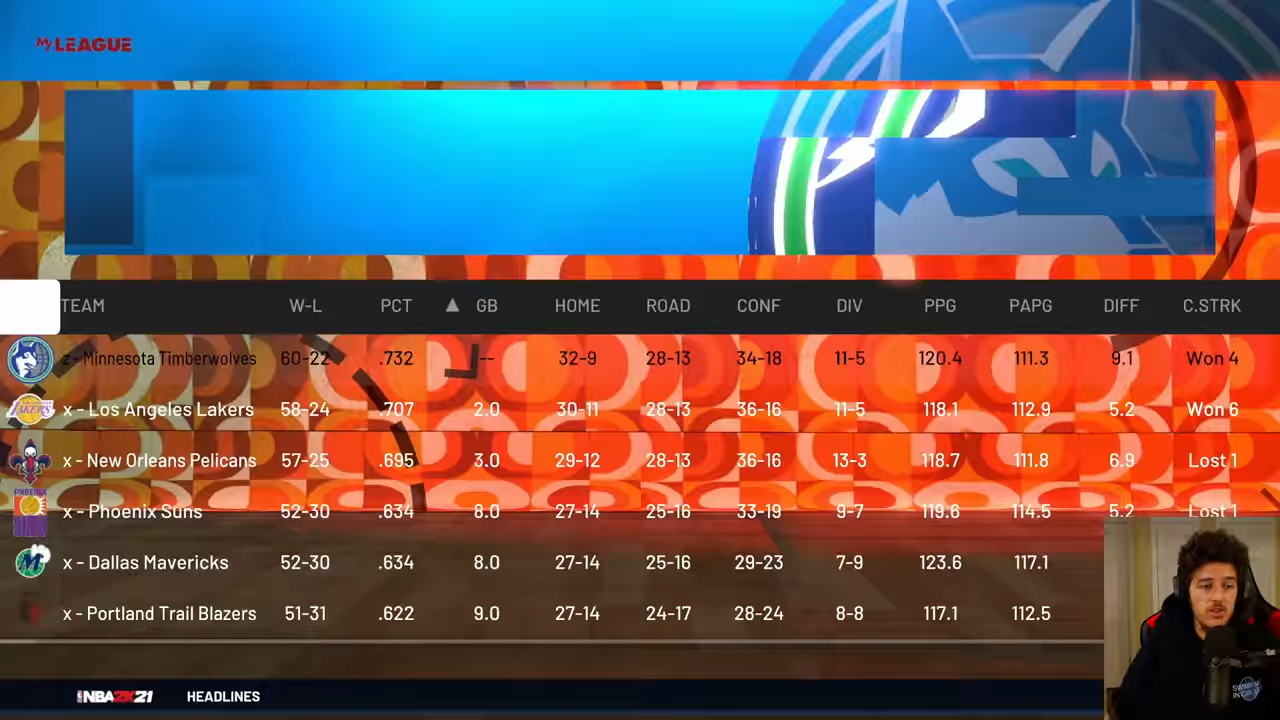 My LEAGUE
TEAM W-L PCT ▲ GB HOME ROAD CONF DIV PPG PAPG DIFF C.STRK
z - Minnesota Timberwolves 60-22 .732 -- 32-9 28-13 34-18 11-5 120.4 111.3 9.1 Won 4
LAKERS x - Los Angeles Lakers 58-24 .707 2.0 30-11 28-13 36-16 11-5 118.1 112.9 5.2 Won 6
x - New Orleans Pelicans 57-25 .695 3.0 29-12 28-13 36-16 13-3 118.7 111.8 6.9 Lost 1
PHOENIX x - Phoenix Suns 52-30 .634 8.0 27-14 25-16 33-19 9-7 119.6 114.5 5.2 Lost 1
M x - Dallas Mavericks 52-30 .634 8.0 27-14 25-16 29-23 7-9 123.6 117.1
x - Portland Trail Blazers 51-31 .622 9.0 27-14 24-17 28-24 8-8 117.1 112.5
NBA2K21 HEADLINES